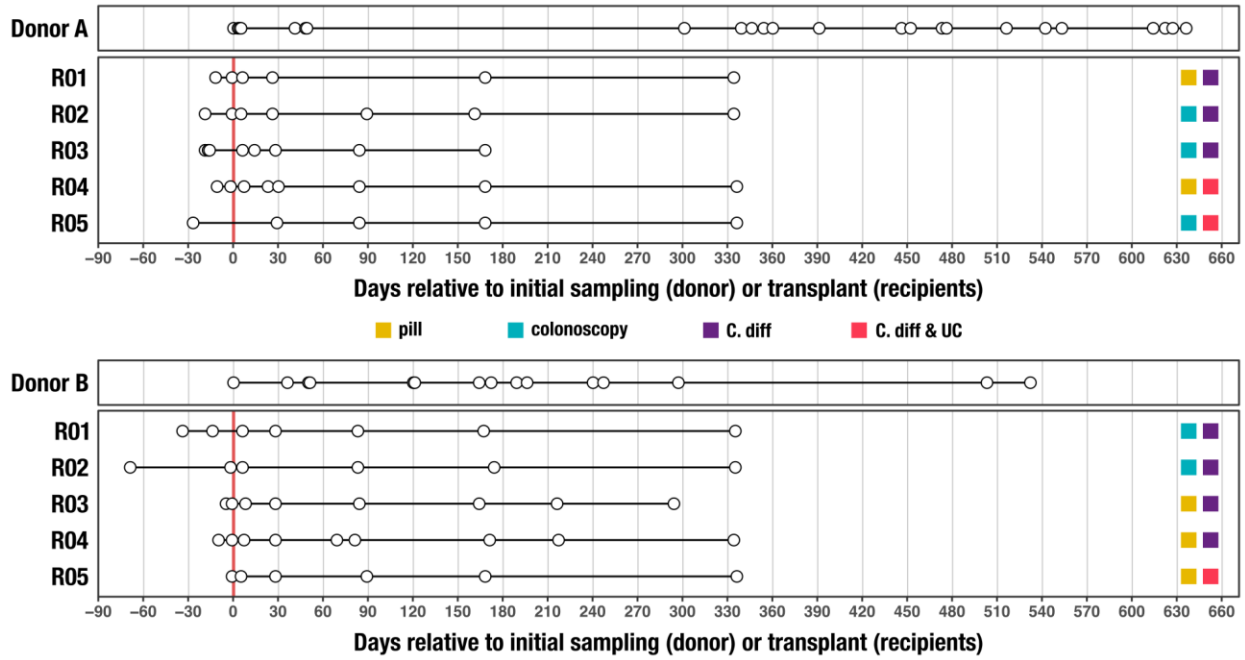 Donor A
R01
R02
R03
R04
R05
−90 −60 −30 0 30 60 90 120 150 180 210 240 270 300 330 360 390 420 450 480 510 540 570 600 630 660
Days relative to initial sampling (donor) or transplant (recipients)
pill colonoscopy C. diff C. diff & UC
Donor B
R01
R02
R03
R04
R05
−90 −60 −30 0 30 60 90 120 150 180 210 240 270 300 330 360 390 420 450 480 510 540 570 600 630 660
Days relative to initial sampling (donor) or transplant (recipients)